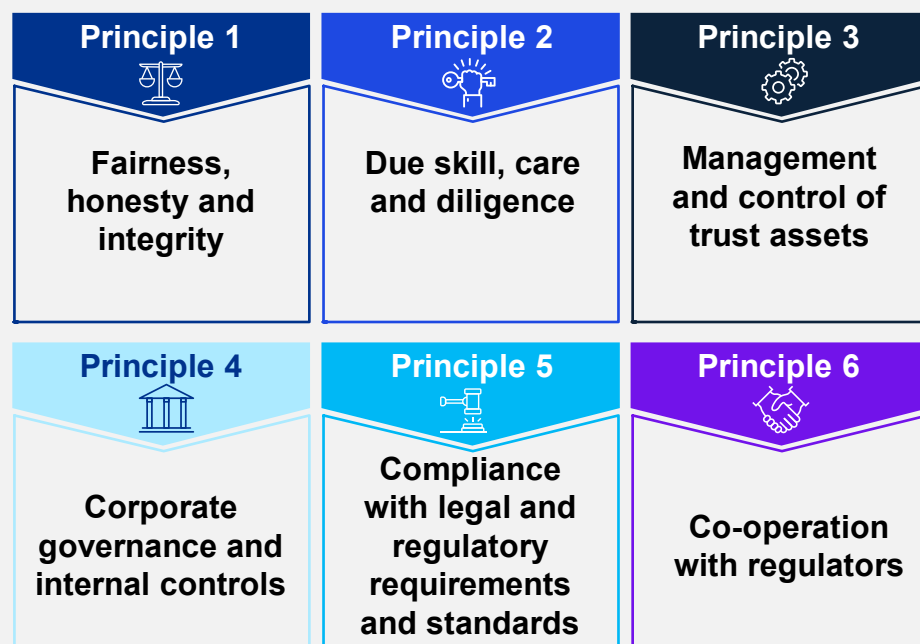 Principle 1
Fairness,
honesty and
integrity
Principle 2
Due skill, care
and diligence
Principle 3
Management
and control of
trust assets
Principle 4
Corporate
governance and
internal controls
Principle 5
Compliance
with legal and
regulatory
requirements
and standards
Principle 6
Co-operation
with regulators